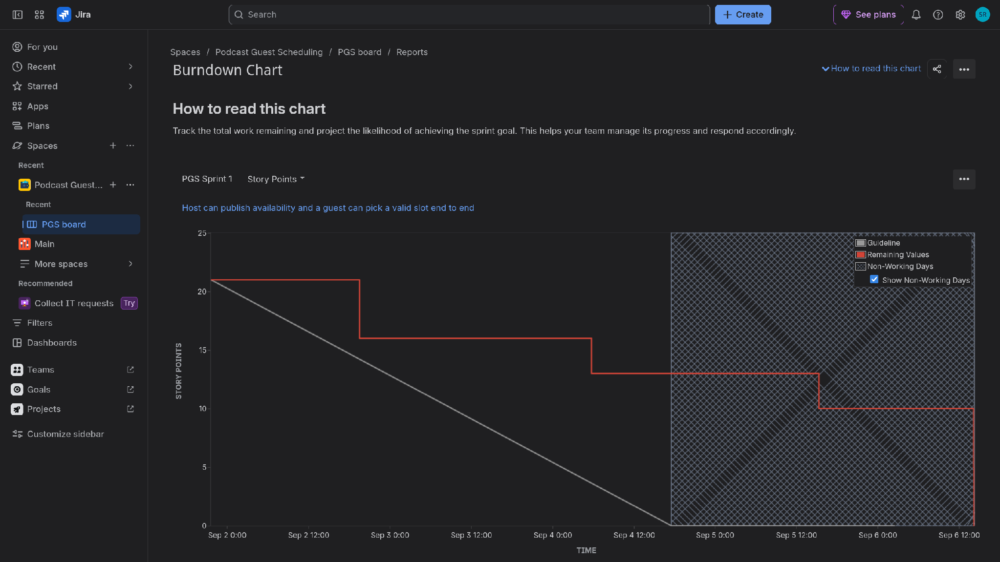 Jira
Search
Create
See plans
SR
For you
Recent
Starred
Apps
Plans
Spaces
Recent
Podcast Guest...
Recent
PGS board
Main
More spaces
Recommended
Collect IT requests
Try
Filters
Dashboards
Teams
Goals
Projects
Customize sidebar
Spaces / Podcast Guest Scheduling / PGS board / Reports
Burndown Chart
How to read this chart
How to read this chart
Track the total work remaining and project the likelihood of achieving the sprint goal. This helps your team manage its progress and respond accordingly.
PGS Sprint 1
Story Points
Host can publish availability and a guest can pick a valid slot end to end
25
20
15
10
5
0
STORY POINTS
Guideline
Remaining Values
Non-Working Days
Show Non-Working Days
Sep 2 0:00
Sep 2 12:00
Sep 3 0:00
Sep 3 12:00
Sep 4 0:00
Sep 4 12:00
Sep 5 0:00
Sep 5 12:00
Sep 6 0:00
Sep 6 12:00
TIME